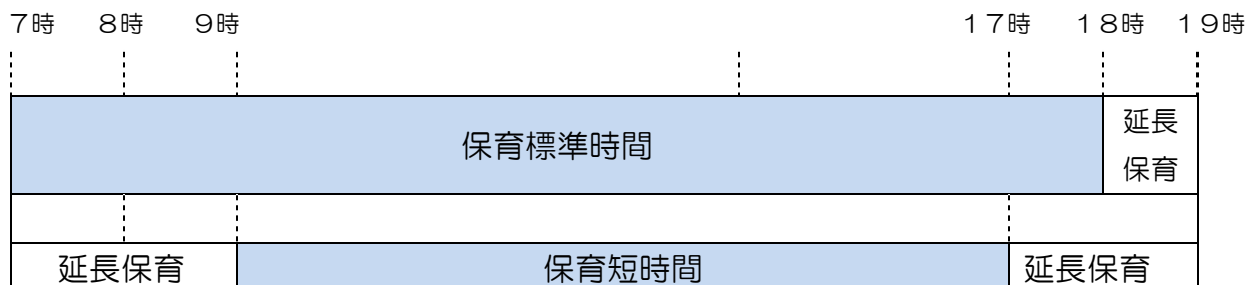 ７時 ８時 ９時 １７時 １８時 １９時
保育標準時間
延長
保育
延長保育 保育短時間 延長保育